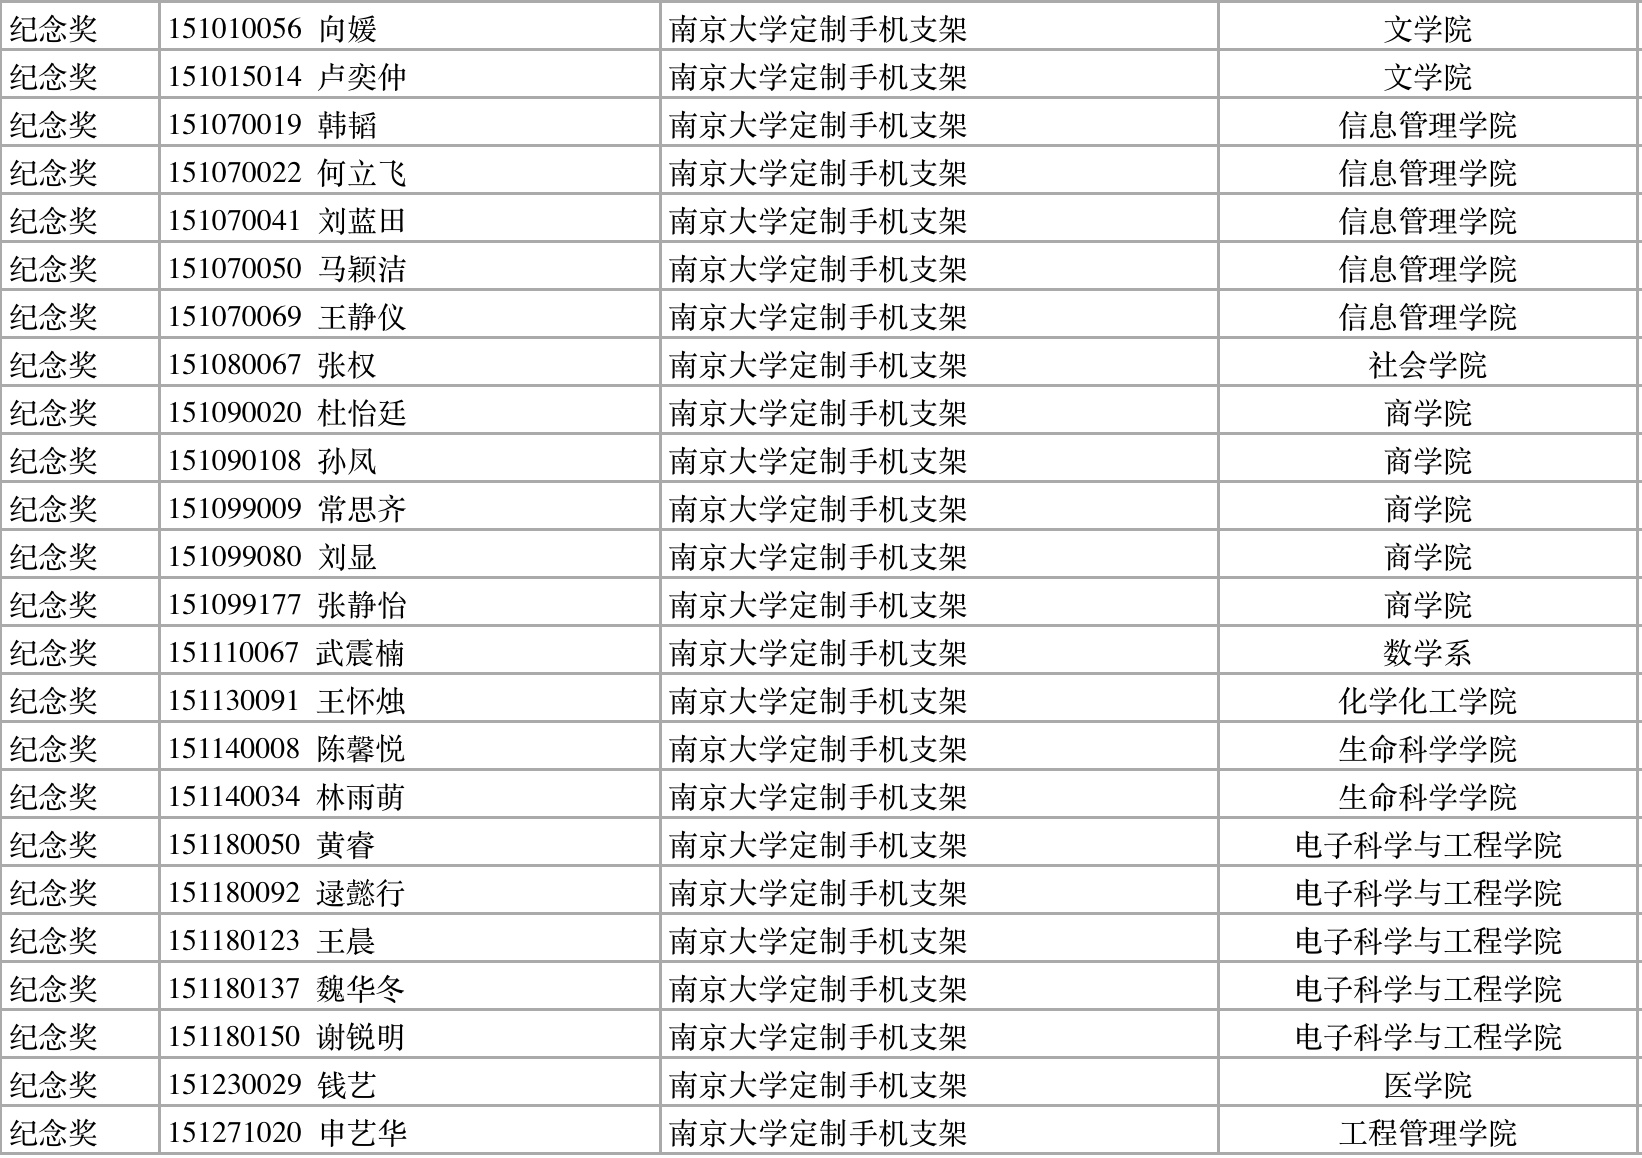 纪念奖 151010056 向媛 南京大学定制手机支架 文学院
纪念奖 151015014 卢奕仲 南京大学定制手机支架 文学院
纪念奖 151070019 韩韬 南京大学定制手机支架 信息管理学院
纪念奖 151070022 何立飞 南京大学定制手机支架 信息管理学院
纪念奖 151070041 刘蓝田 南京大学定制手机支架 信息管理学院
纪念奖 151070050 马颖洁 南京大学定制手机支架 信息管理学院
纪念奖 151070069 王静仪 南京大学定制手机支架 信息管理学院
纪念奖 151080067 张权 南京大学定制手机支架 社会学院
纪念奖 151090020 杜怡廷 南京大学定制手机支架 商学院
纪念奖 151090108 孙凤 南京大学定制手机支架 商学院
纪念奖 151099009 常思齐 南京大学定制手机支架 商学院
纪念奖 151099080 刘显 南京大学定制手机支架 商学院
纪念奖 151099177 张静怡 南京大学定制手机支架 商学院
纪念奖 151110067 武震楠 南京大学定制手机支架 数学系
纪念奖 151130091 王怀烛 南京大学定制手机支架 化学化工学院
纪念奖 151140008 陈馨悦 南京大学定制手机支架 生命科学学院
纪念奖 151140034 林雨萌 南京大学定制手机支架 生命科学学院
纪念奖 151180050 黄睿 南京大学定制手机支架 电子科学与工程学院
纪念奖 151180092 逯懿行 南京大学定制手机支架 电子科学与工程学院
纪念奖 151180123 王晨 南京大学定制手机支架 电子科学与工程学院
纪念奖 151180137 魏华冬 南京大学定制手机支架 电子科学与工程学院
纪念奖 151180150 谢锐明 南京大学定制手机支架 电子科学与工程学院
纪念奖 151230029 钱艺 南京大学定制手机支架 医学院
纪念奖 151271020 申艺华 南京大学定制手机支架 工程管理学院